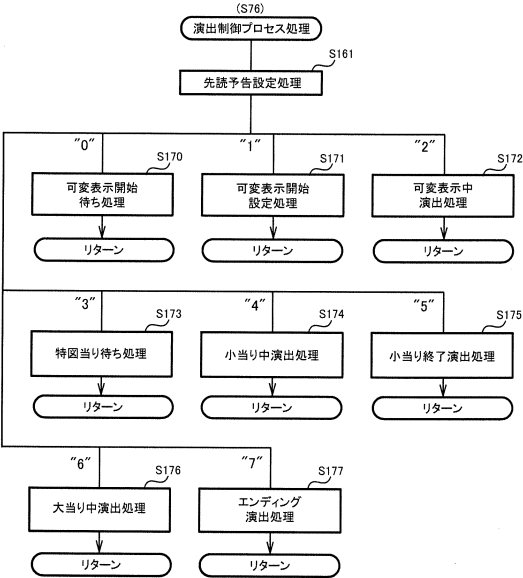 (S76)
演出制御プロセス処理
S161
先読予告設定処理
"0"
"1"
"2"
S170
可変表示開始
待ち処理
リターン
S171
可変表示開始
設定処理
リターン
S172
可変表示中
演出処理
リターン
"3"
"4"
"5"
S173
特図当り待ち処理
リターン
S174
小当り中演出処理
リターン
S175
小当り終了演出処理
リターン
"6"
"7"
S176
大当り中演出処理
リターン
S177
エンディング
演出処理
リターン